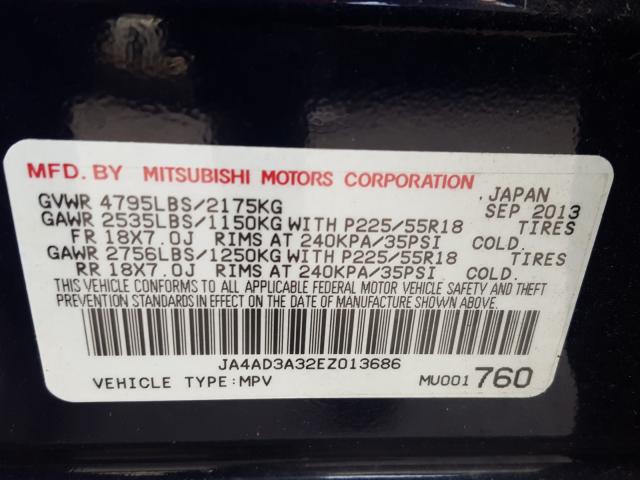 MFD. BY MITSUBISHI MOTORS CORPORATION
JAPAN
GVWR 4795LBS/2175KG SEP 2013
GAWR 2535LBS/1150KG WITH P225/55R18 TIRES
FR 18X7.0J RIMS AT 240KPA/35PSI COLD.
GAWR 2756LBS/1250KG WITH P225/55R18 TIRES
RR 18X7.0J RIMS AT 240KPA/35PSI COLD.
THIS VEHICLE CONFORMS TO ALL APPLICABLE FEDERAL MOTOR VEHICLE SAFETY AND THEFT
PREVENTION STANDARDS IN EFFECT ON THE DATE OF MANUFACTURE SHOWN ABOVE.
JA4AD3A32EZ013686
VEHICLE TYPE:MPV MU001 760